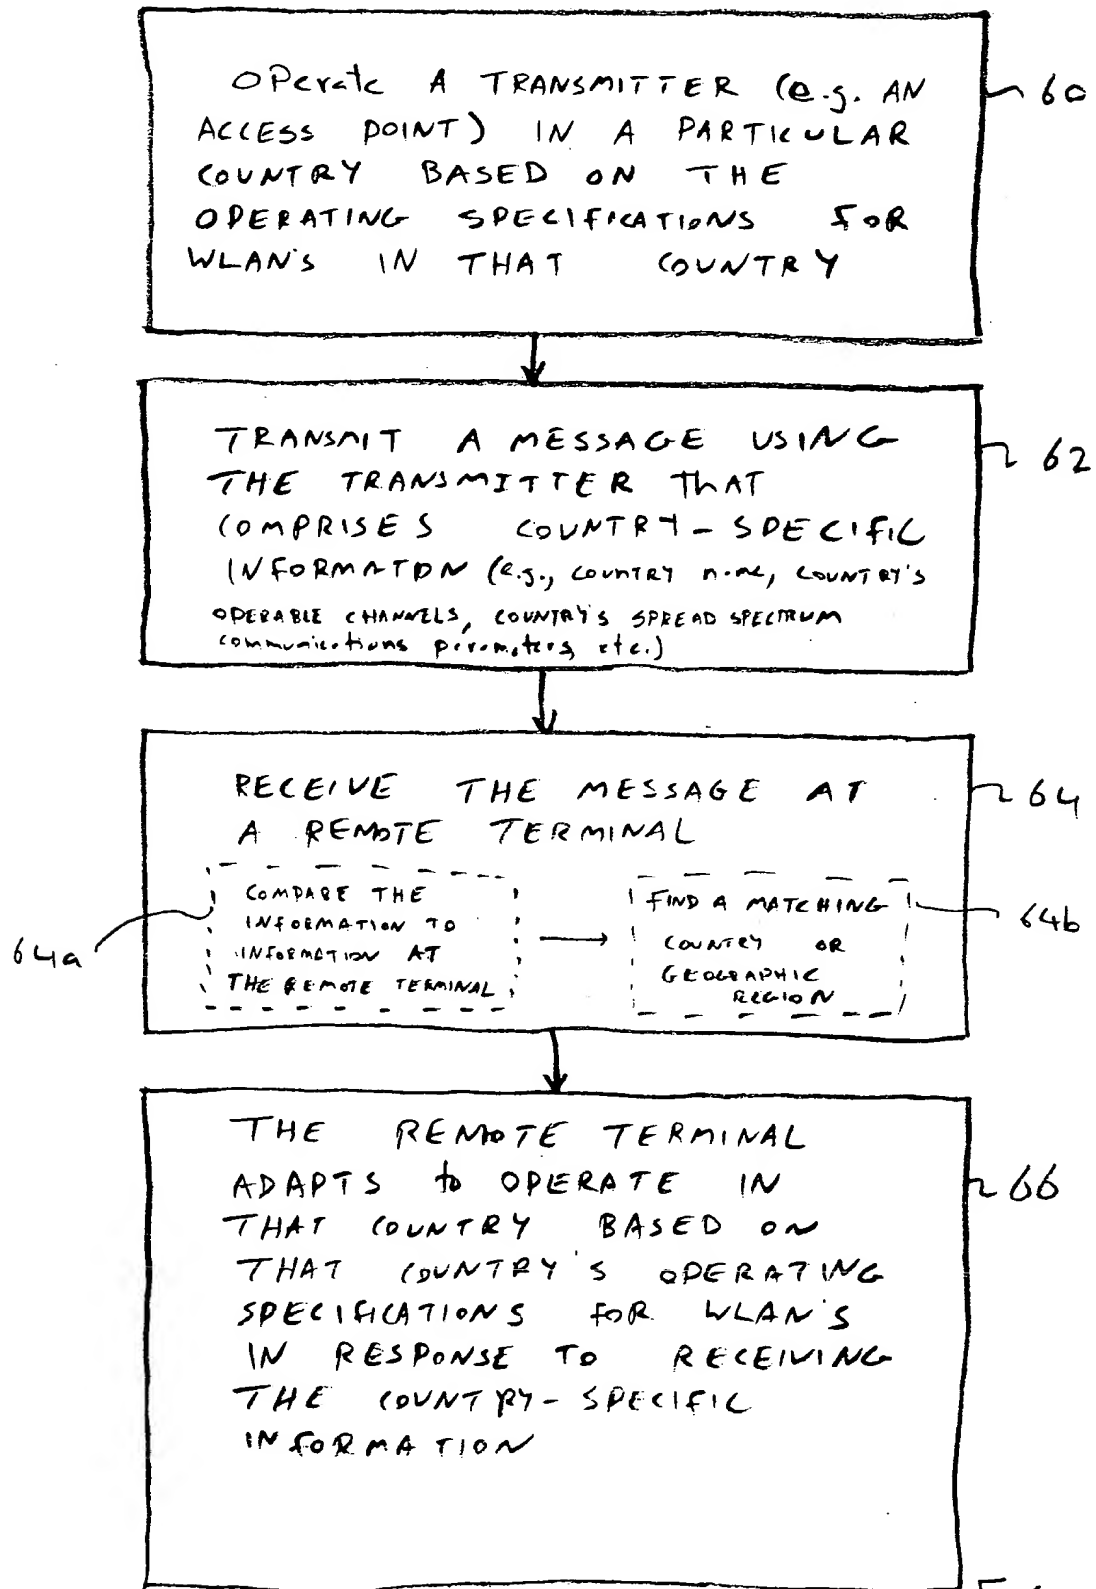 OPerate A TRANSMITTER (e.g. AN
ACCESS POINT) IN A PARTICULAR
COUNTRY BASED ON THE
OPERATING SPECIFICATIONS FOR
WLAN'S IN THAT COUNTRY
60
TRANSMIT A MESSAGE USING
THE TRANSMITTER THAT
COMPRISES COUNTRY-SPECIFIC
INFORMATION (e.g., COUNTRY name, COUNTRY'S
OPERABLE CHANNELS, COUNTRY'S SPREAD SPECTRUM
communications parameters, etc.)
62
RECEIVE THE MESSAGE AT
A REMOTE TERMINAL
64
COMPARE THE
INFORMATION TO
INFORMATION AT
THE REMOTE TERMINAL
64a
FIND A MATCHING
COUNTRY OR
GEOGRAPHIC
REGION
64b
THE REMOTE TERMINAL
ADAPTS to OPERATE IN
THAT COUNTRY BASED ON
THAT COUNTRY'S OPERATING
SPECIFICATIONS FOR WLAN'S
IN RESPONSE TO RECEIVING
THE COUNTRY-SPECIFIC
INFORMATION
66